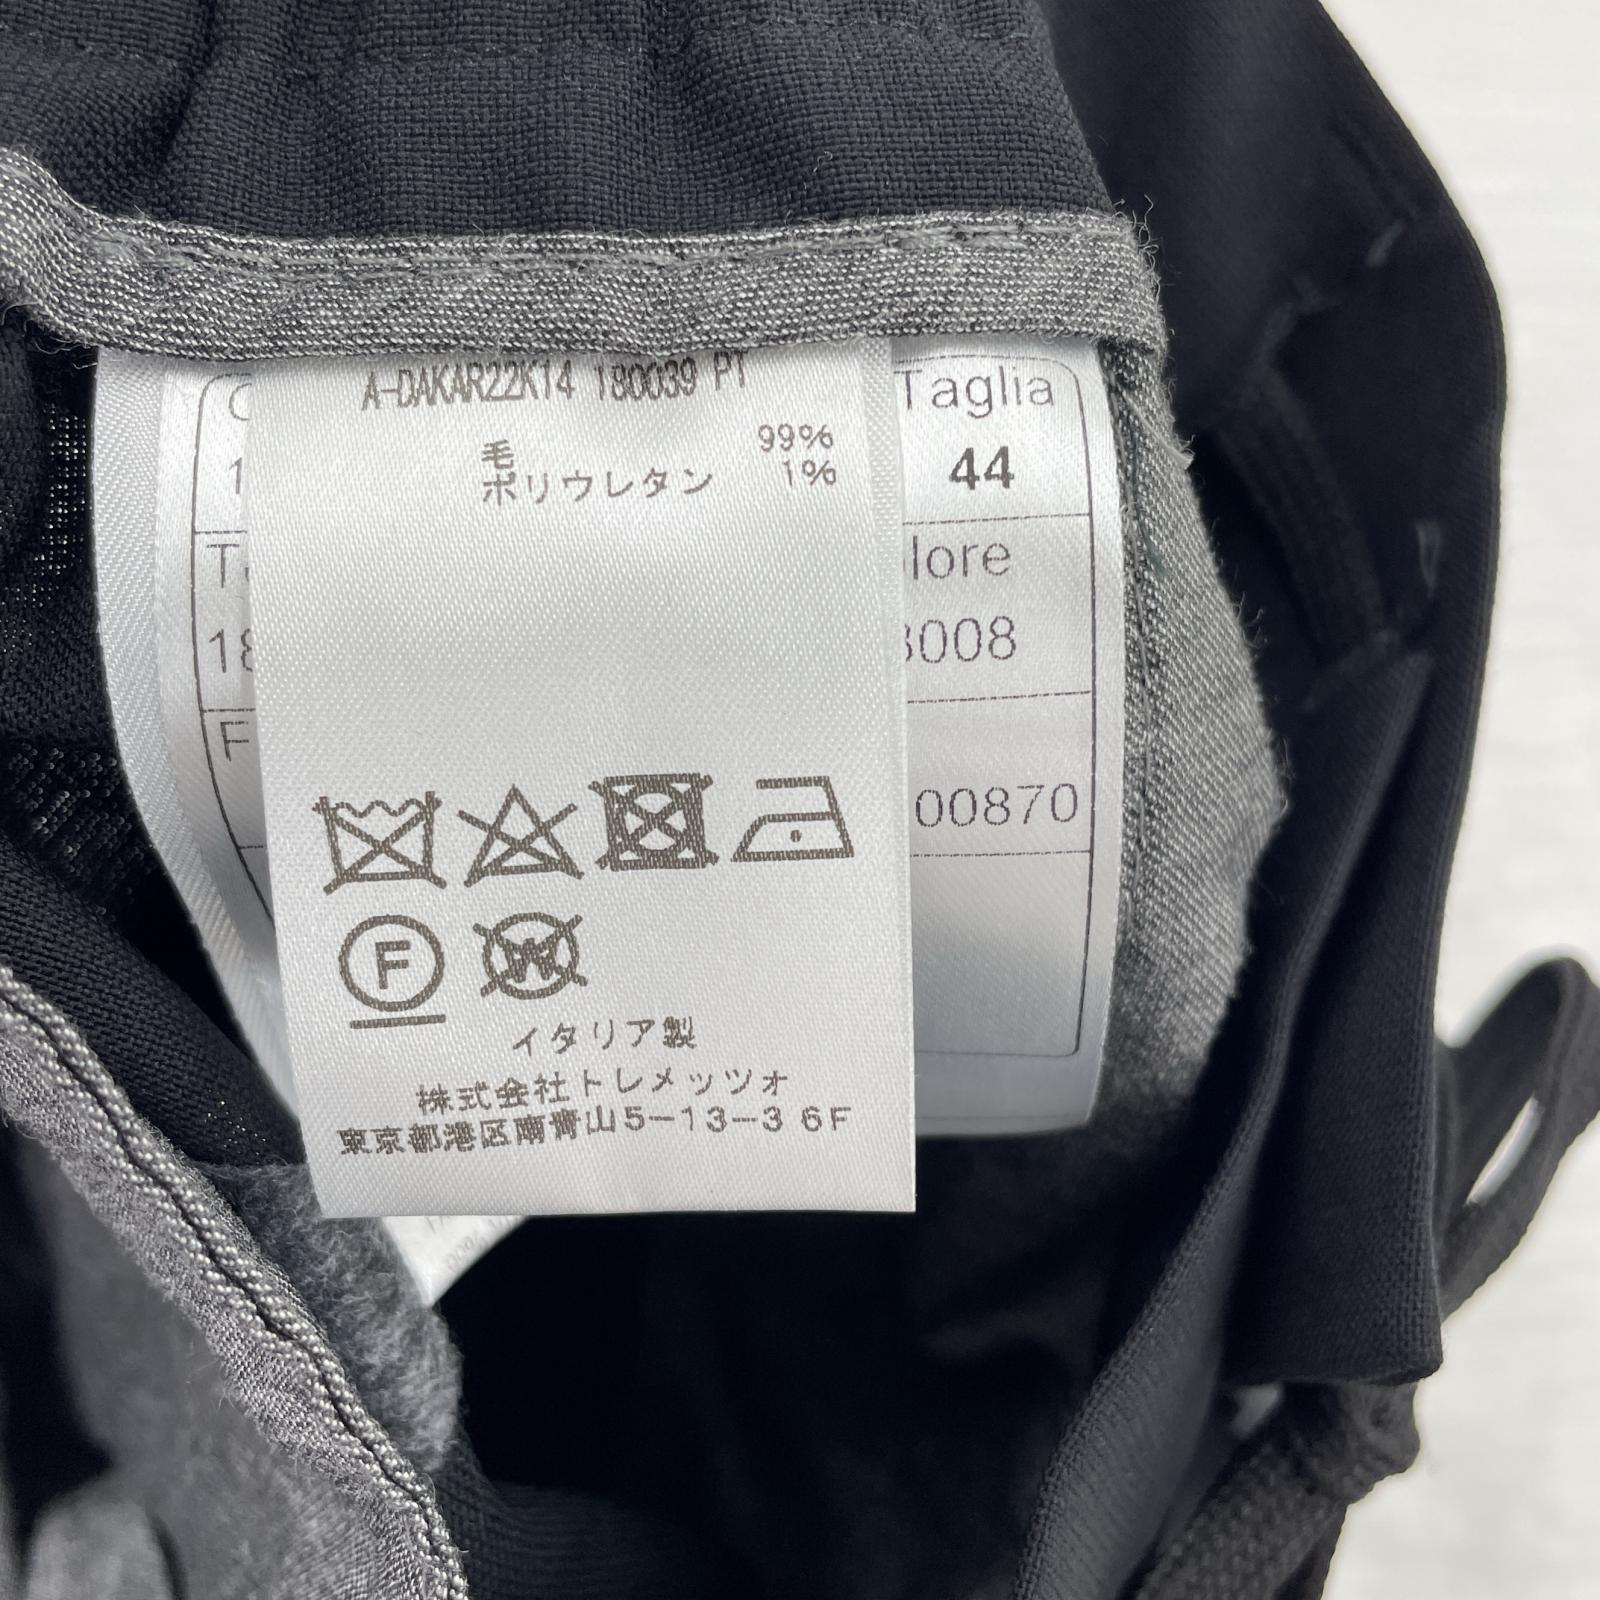 A-DAKAR22K14 180039 PT
毛 99%
ポリウレタン 1%
Taglia
44
lore
3008
00870
F
W
イタリア製
株式会社トレメッツォ
東京都港区南青山5-13-3 6F